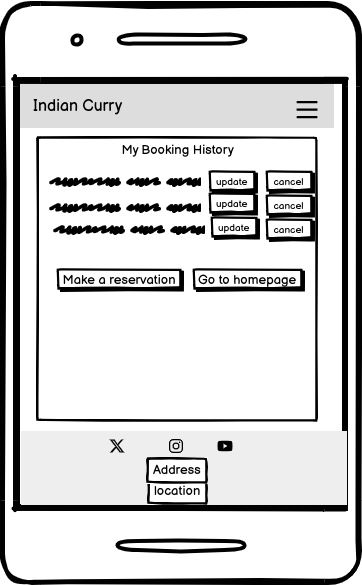 Indian Curry
My Booking History
update cancel
update cancel
update cancel
Make a reservation Go to homepage
Address
location